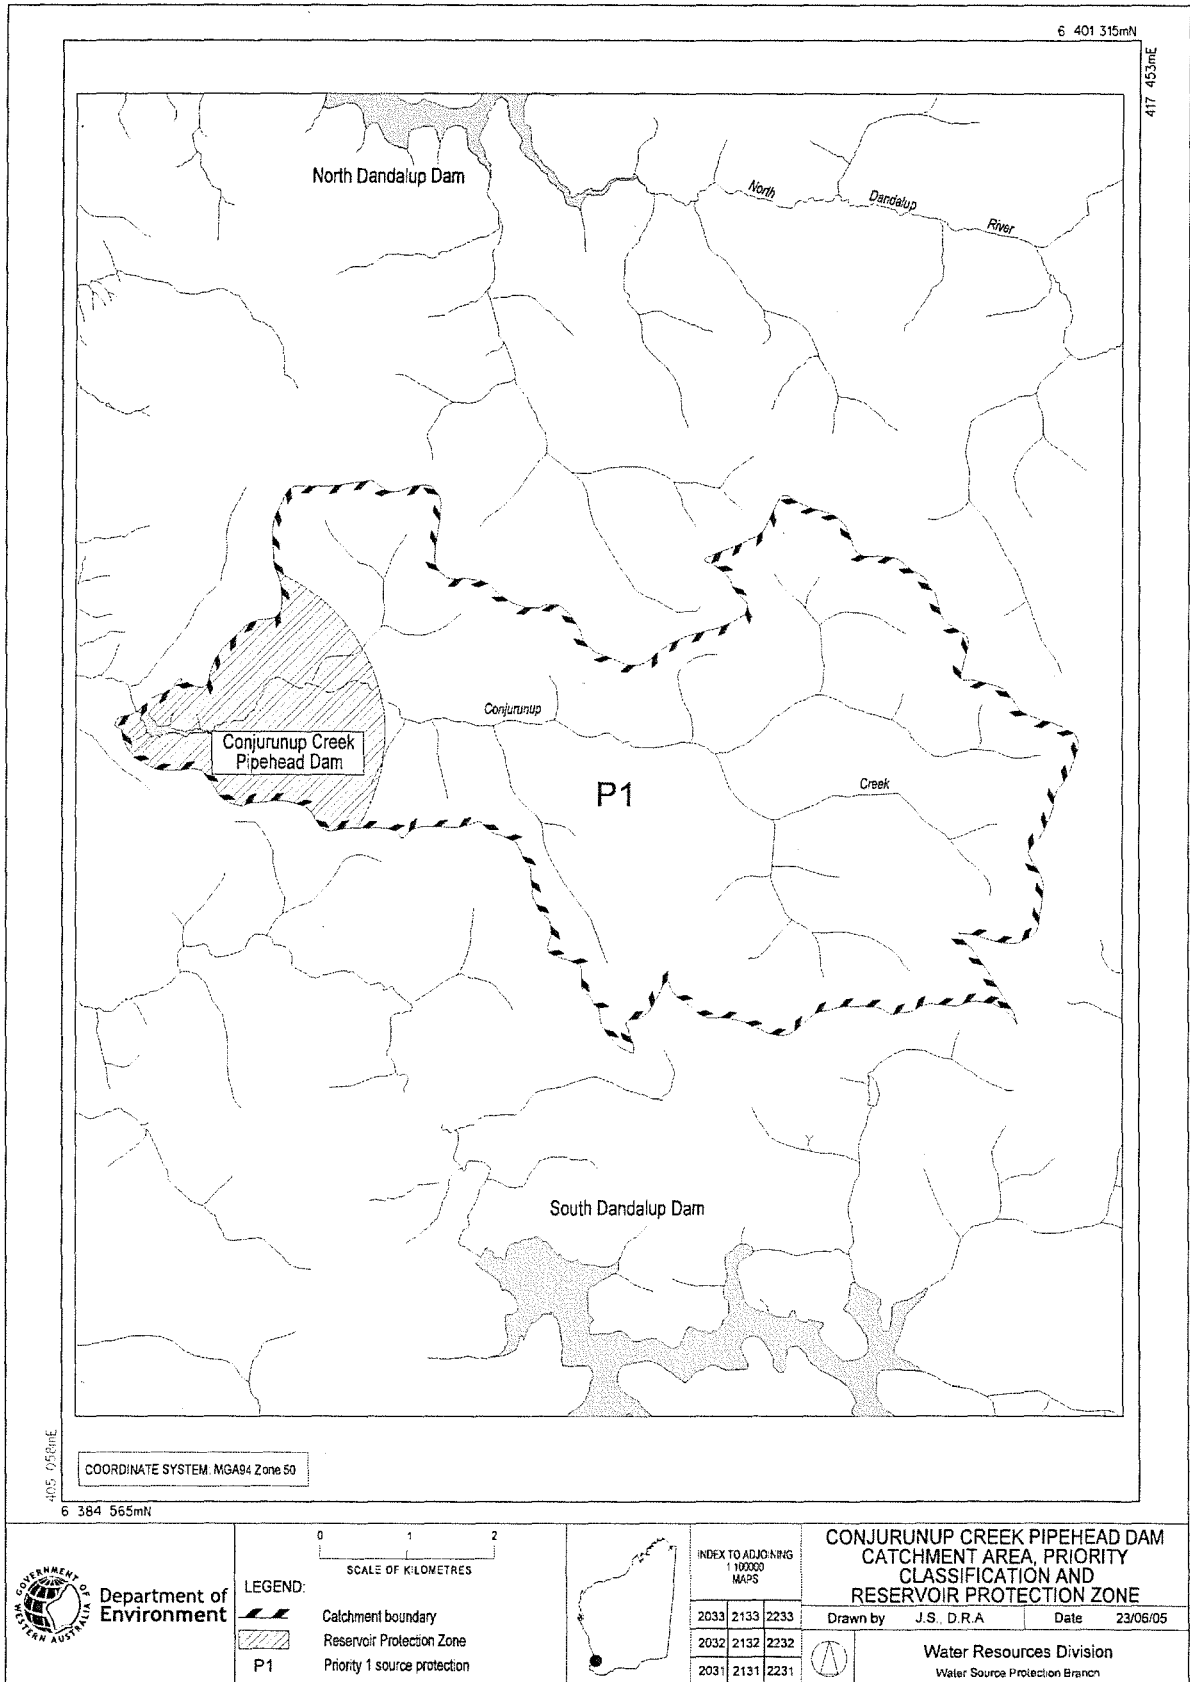 6 401 315mN
417 453mE
North Dandalup Dam
North
Dandalup
River
Conjurunup
Conjurunup Creek
Pipehead Dam
P1
Creek
South Dandalup Dam
405 058mE
COORDINATE SYSTEM: MGA94 Zone 50
6 384 565mN
GOVERNMENT OF
WESTERN AUSTRALIA
Department of
Environment
0 1 2
SCALE OF KILOMETRES
LEGEND:
Catchment boundary
Reservoir Protection Zone
P1 Priority 1 source protection
INDEX TO ADJOINING
1:100000
MAPS
2033 2133 2233
2032 2132 2232
2031 2131 2231
CONJURUNUP CREEK PIPEHEAD DAM
CATCHMENT AREA, PRIORITY
CLASSIFICATION AND
RESERVOIR PROTECTION ZONE
Drawn by J.S., D.R.A Date 23/06/05
Water Resources Division
Water Source Protection Branch